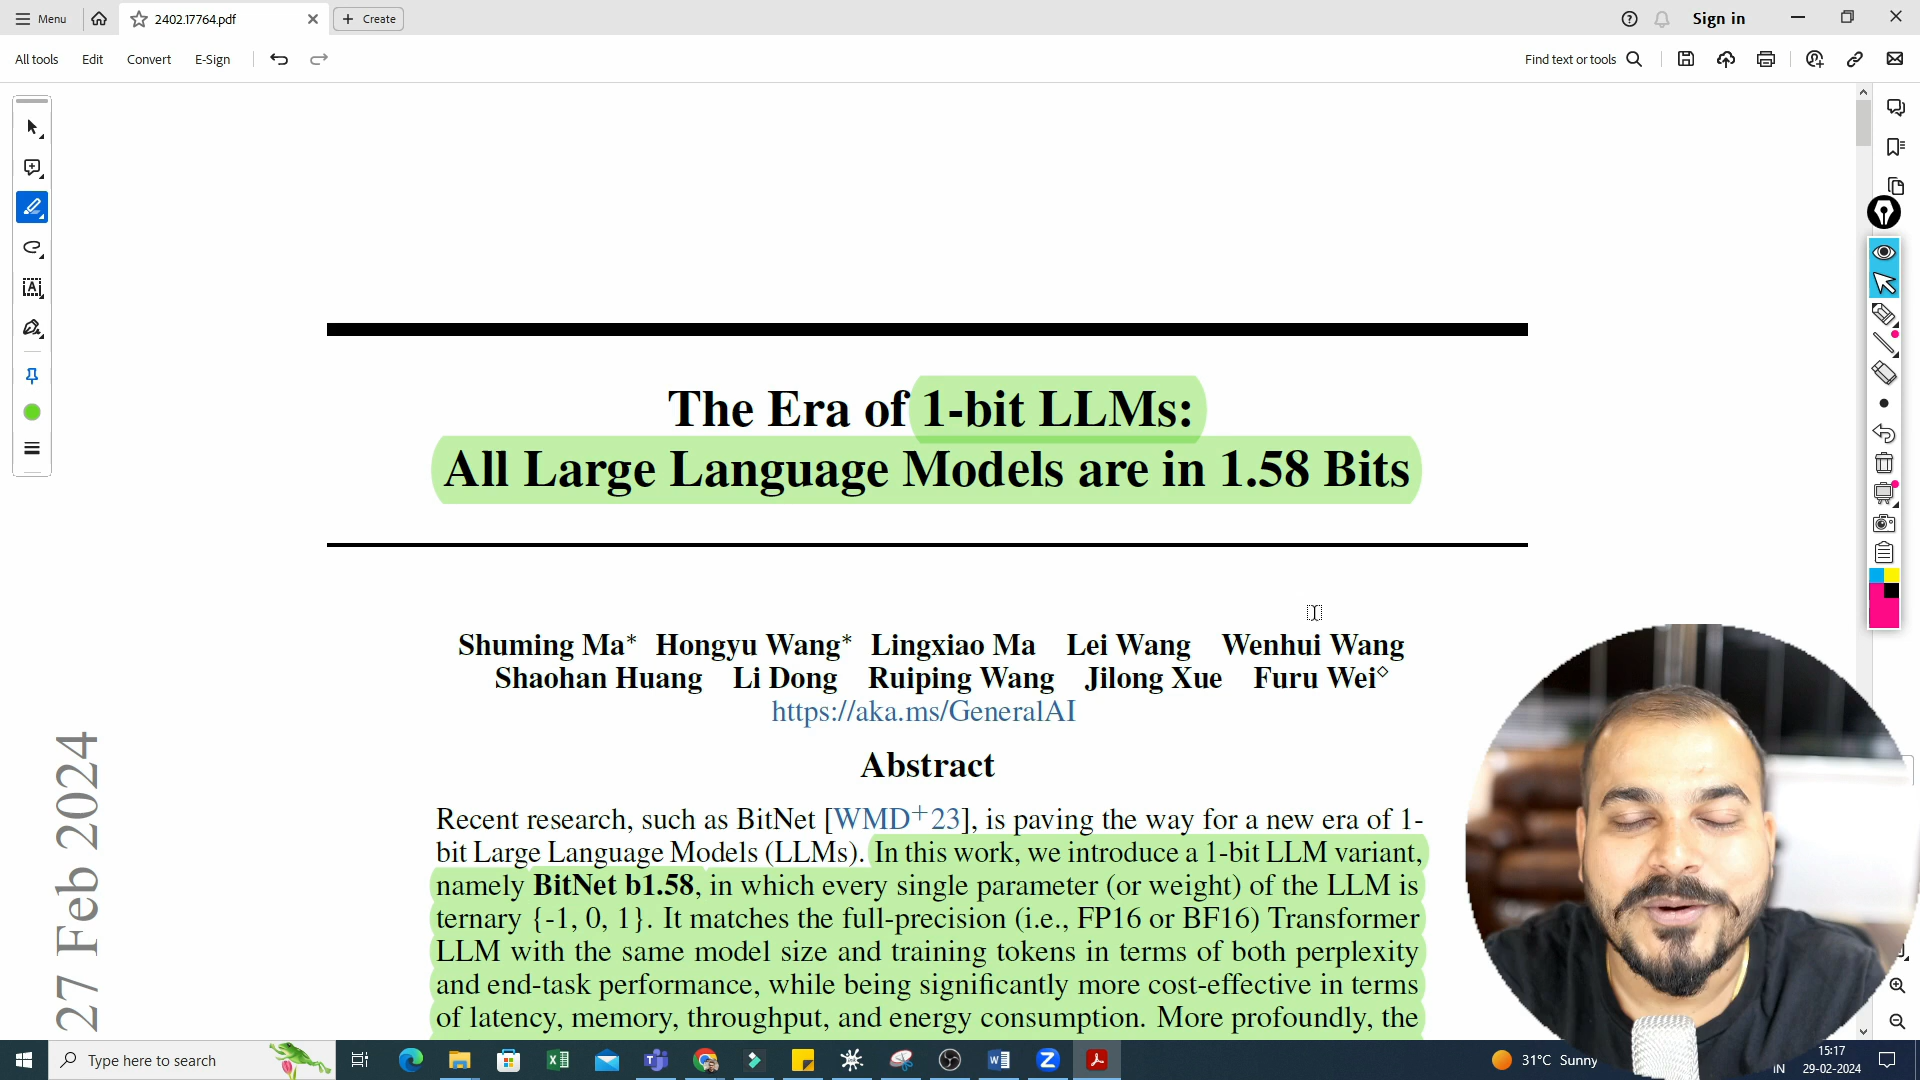 Menu
2402.17764.pdf
Create
Sign in
All tools
Edit
Convert
E-Sign
Find text or tools
The Era of 1-bit LLMs:
All Large Language Models are in 1.58 Bits
Shuming Ma* Hongyu Wang* Lingxiao Ma Lei Wang Wenhui Wang
Shaohan Huang Li Dong Ruiping Wang Jilong Xue Furu Wei◇
https://aka.ms/GeneralAI
27 Feb 2024
Abstract
Recent research, such as BitNet [WMD+23], is paving the way for a new era of 1-
bit Large Language Models (LLMs). In this work, we introduce a 1-bit LLM variant,
namely BitNet b1.58, in which every single parameter (or weight) of the LLM is
ternary {-1, 0, 1}. It matches the full-precision (i.e., FP16 or BF16) Transformer
LLM with the same model size and training tokens in terms of both perplexity
and end-task performance, while being significantly more cost-effective in terms
of latency, memory, throughput, and energy consumption. More profoundly, the
Type here to search
31°C Sunny
15:17
IN
29-02-2024